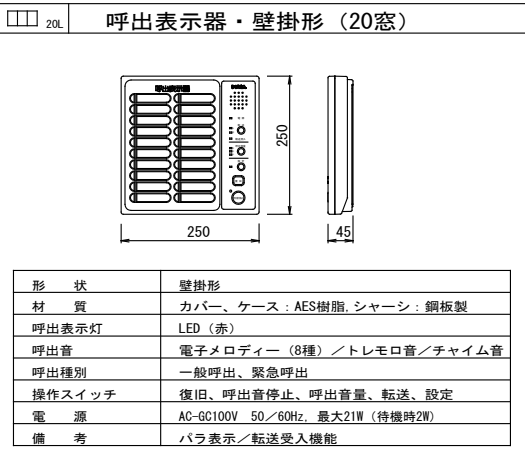 20L 呼出表示器・壁掛形（20窓）
呼出表示器
250
250
45
形　状 壁掛形
材　質 カバー、ケース：AES樹脂, シャーシ：鋼板製
呼出表示灯 LED（赤）
呼出音 電子メロディー（8種）／トレモロ音／チャイム音
呼出種別 一般呼出、緊急呼出
操作スイッチ 復旧、呼出音停止、呼出音量、転送、設定
電　源 AC-GC100V　50／60Hz, 最大21W（待機時2W）
備　考 パラ表示／転送受入機能